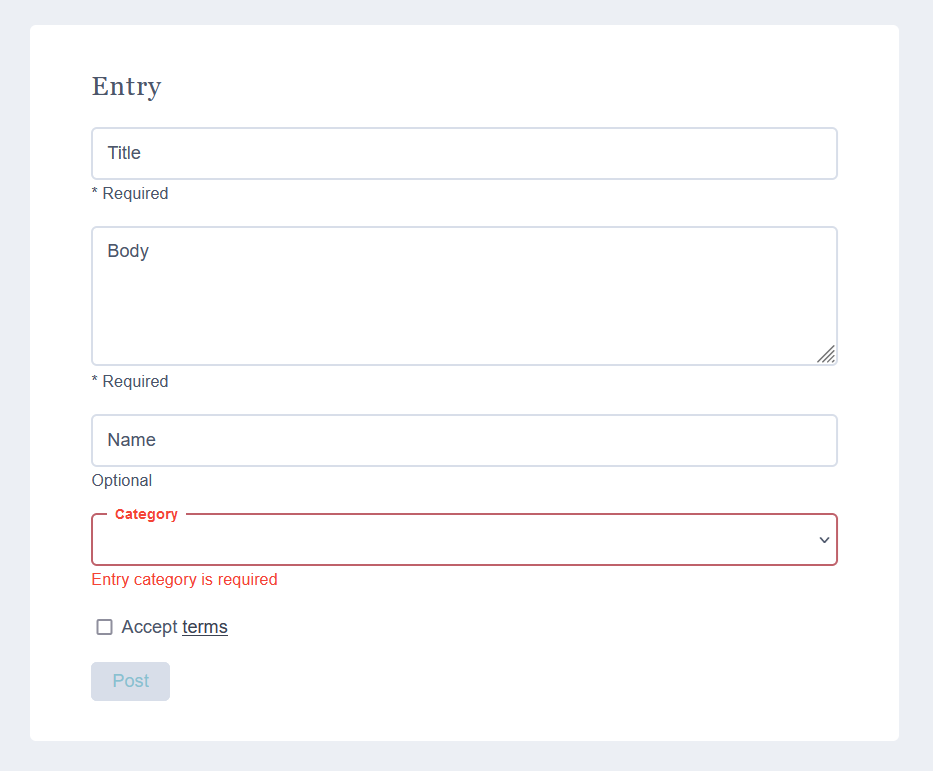 Entry
Title
* Required
Body
* Required
Name
Optional
Category
Entry category is required
Accept terms
Post